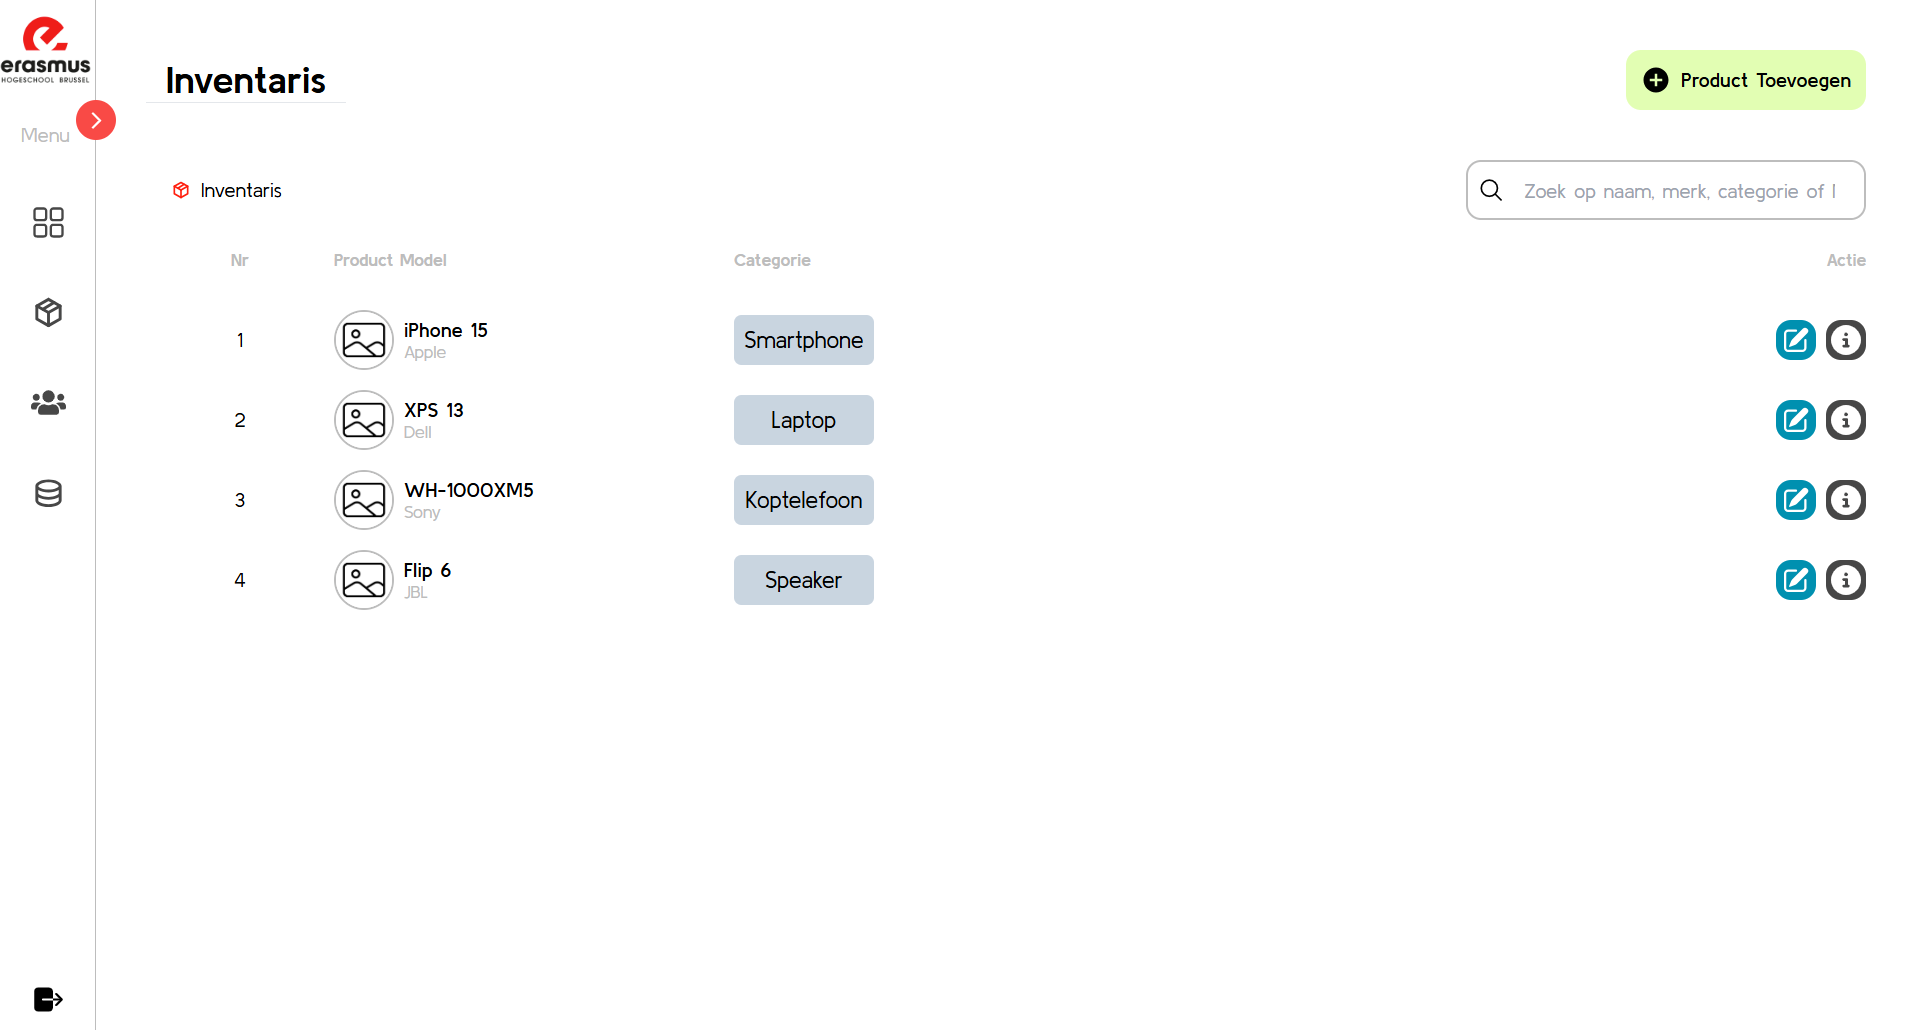 erasmus
HOGESCHOOL BRUSSEL
Menu
Inventaris
Product Toevoegen
Inventaris
Zoek op naam, merk, categorie of
Nr Product Model Categorie Actie
1 iPhone 15 Smartphone
Apple
2 XPS 13 Laptop
Dell
3 WH-1000XM5 Koptelefoon
Sony
4 Flip 6 Speaker
JBL